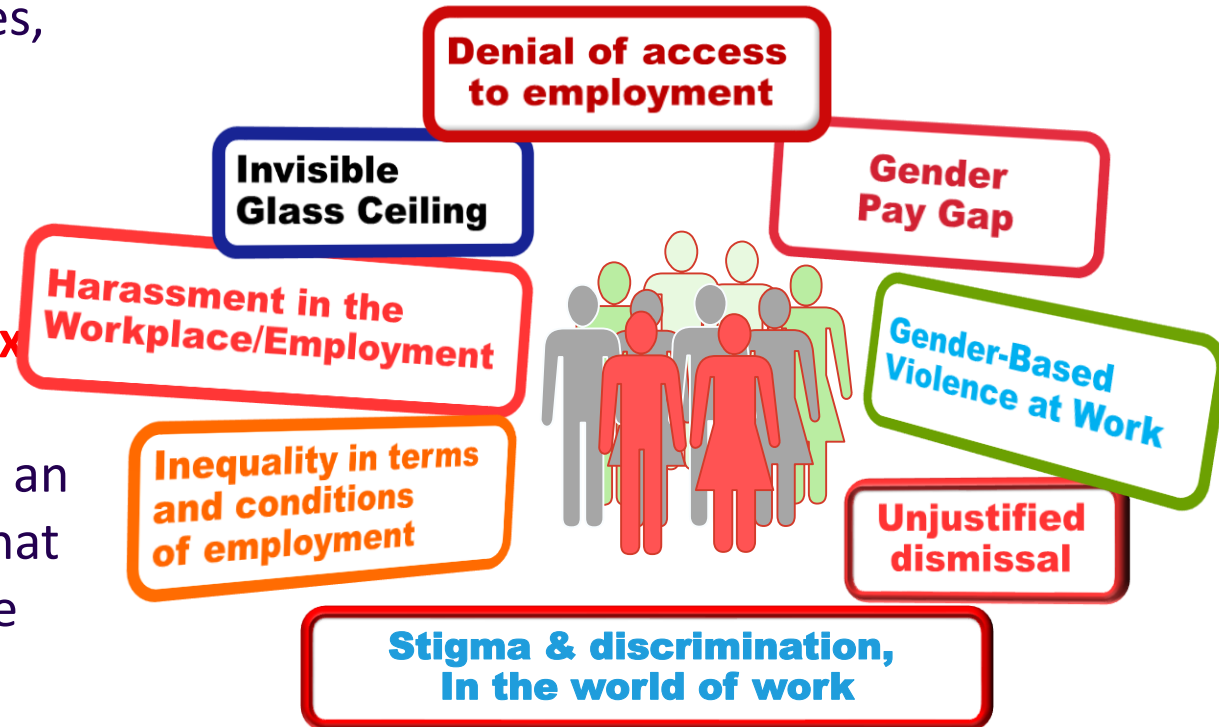 es,
Denial of access
to employment
Invisible
Glass Ceiling
Gender
Pay Gap
Harassment in the
Workplace/Employment
x
Gender-Based
Violence at Work
Inequality in terms
and conditions
of employment
an
hat
e
Unjustified
dismissal
Stigma & discrimination,
In the world of work